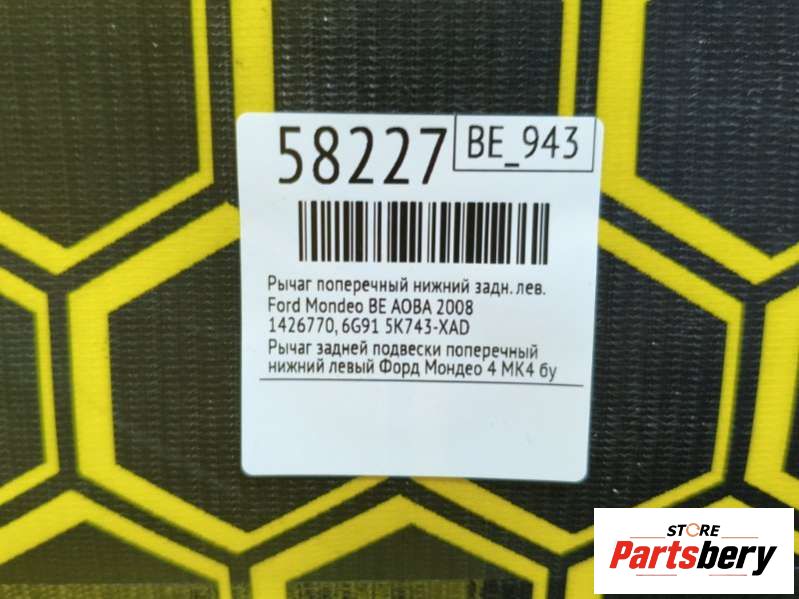 58227
BE_943
Рычаг поперечный нижний задн. лев.
Ford Mondeo BE AOBA 2008
1426770, 6G91 5K743-XAD
Рычаг задней подвески поперечный
нижний левый Форд Мондео 4 МК4 бу
STORE
Partsbery